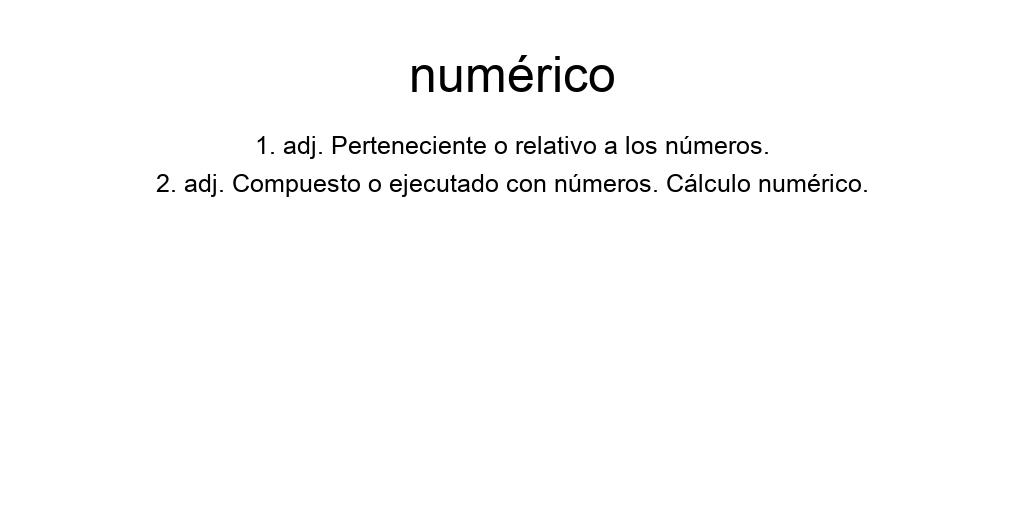 numérico
1. adj. Perteneciente o relativo a los números.
2. adj. Compuesto o ejecutado con números. Cálculo numérico.